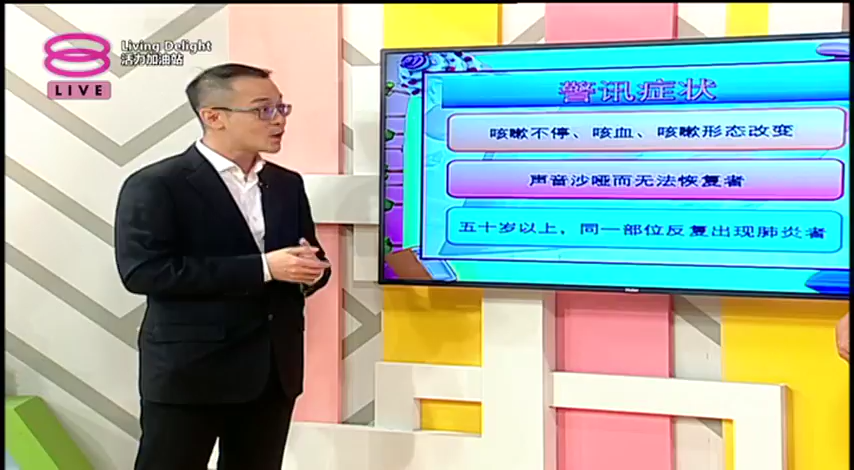 Living Delight
活力加油站
LIVE
警讯症状
咳嗽不停、咳血、咳嗽形态改变
声音沙哑而无法恢复者
五十岁以上，同一部位反复出现肺炎者